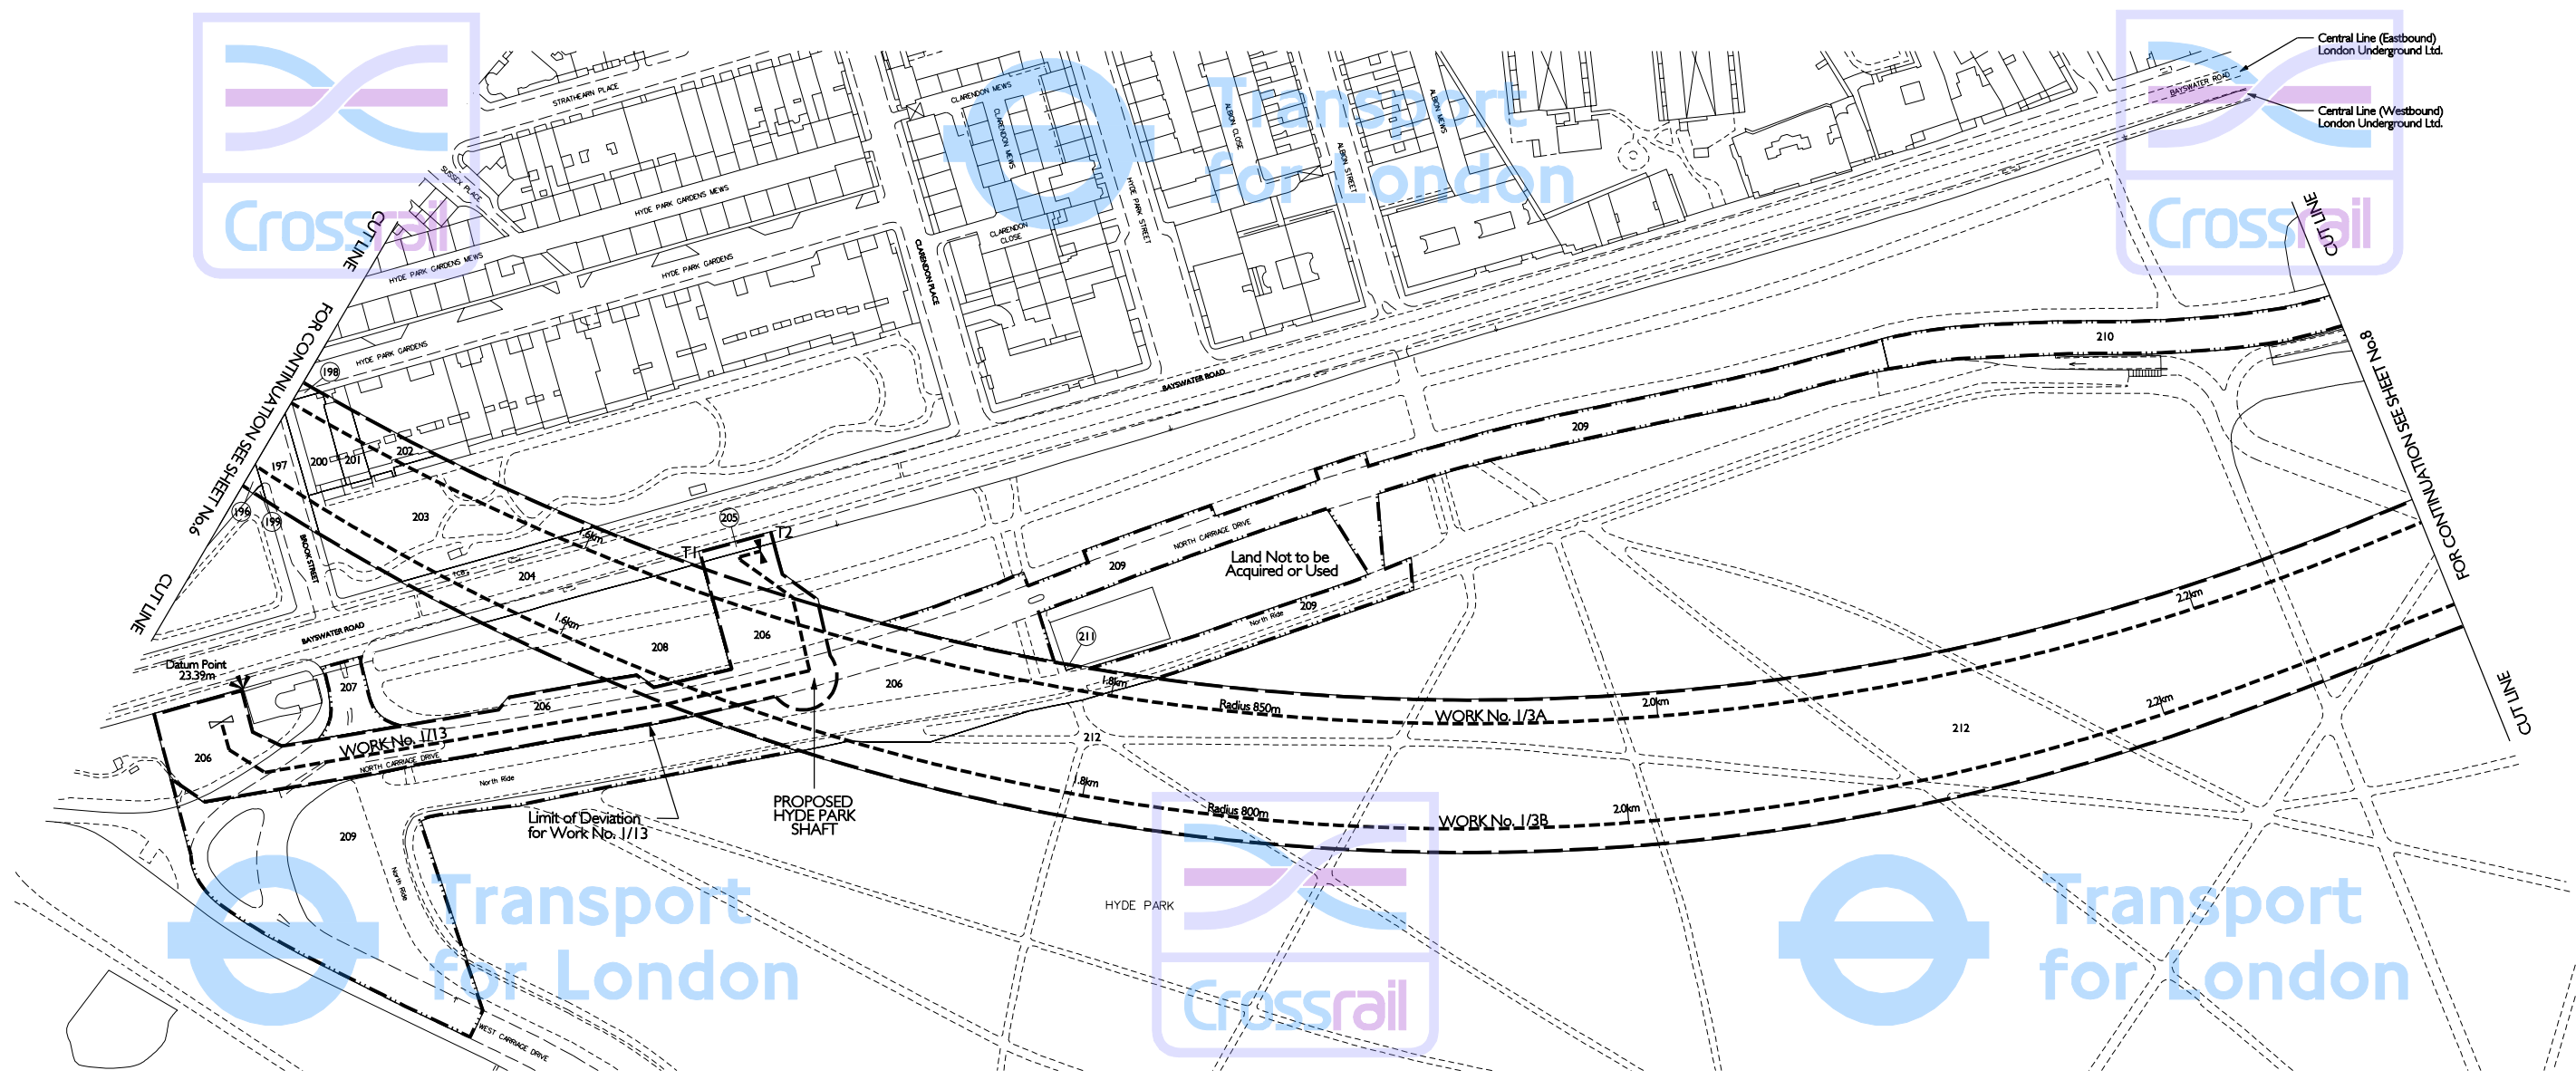 Central Line (Eastbound)
London Underground Ltd.
BAYSWATER ROAD
Central Line (Westbound)
London Underground Ltd.
Crossrail
Transport
for London
Crossrail
STRATHEARN PLACE
CLARENDON MEWS
CLARENDON MEWS
ALBION CLOSE
ALBION MEWS
ALBION STREET
SUSSEX PLACE
HYDE PARK GARDENS MEWS
HYDE PARK STREET
CUT LINE
CUT LINE
CLARENDON
CLOSE
HYDE PARK GARDENS MEWS
HYDE PARK GARDENS
CLARENDON PLACE
FOR CONTINUATION SEE SHEET No.6
HYDE PARK GARDENS
198
BAYSWATER ROAD
210
FOR CONTINUATION SEE SHEET No.8
209
197
200
201
202
196
199
203
205
1.6km
T1
T2
NORTH CARRIAGE DRIVE
BROOK STREET
TCB
204
209
Land Not to be
Acquired or Used
CUT LINE
BAYSWATER ROAD
1.6km
208
206
209
North Ride
211
2.2km
Datum Point
23.39m
207
206
206
1.8km
Radius 850m
WORK No. 1/3A
2.0km
2.2km
CUT LINE
WORK No. 1/13
206
NORTH CARRIAGE DRIVE
North Ride
212
212
1.8km
Radius 800m
WORK No. 1/3B
2.0km
PROPOSED
HYDE PARK
SHAFT
Limit of Deviation
for Work No. 1/13
209
North Ride
HYDE PARK
Transport
for London
Crossrail
Transport
for London
WEST CARRIAGE DRIVE